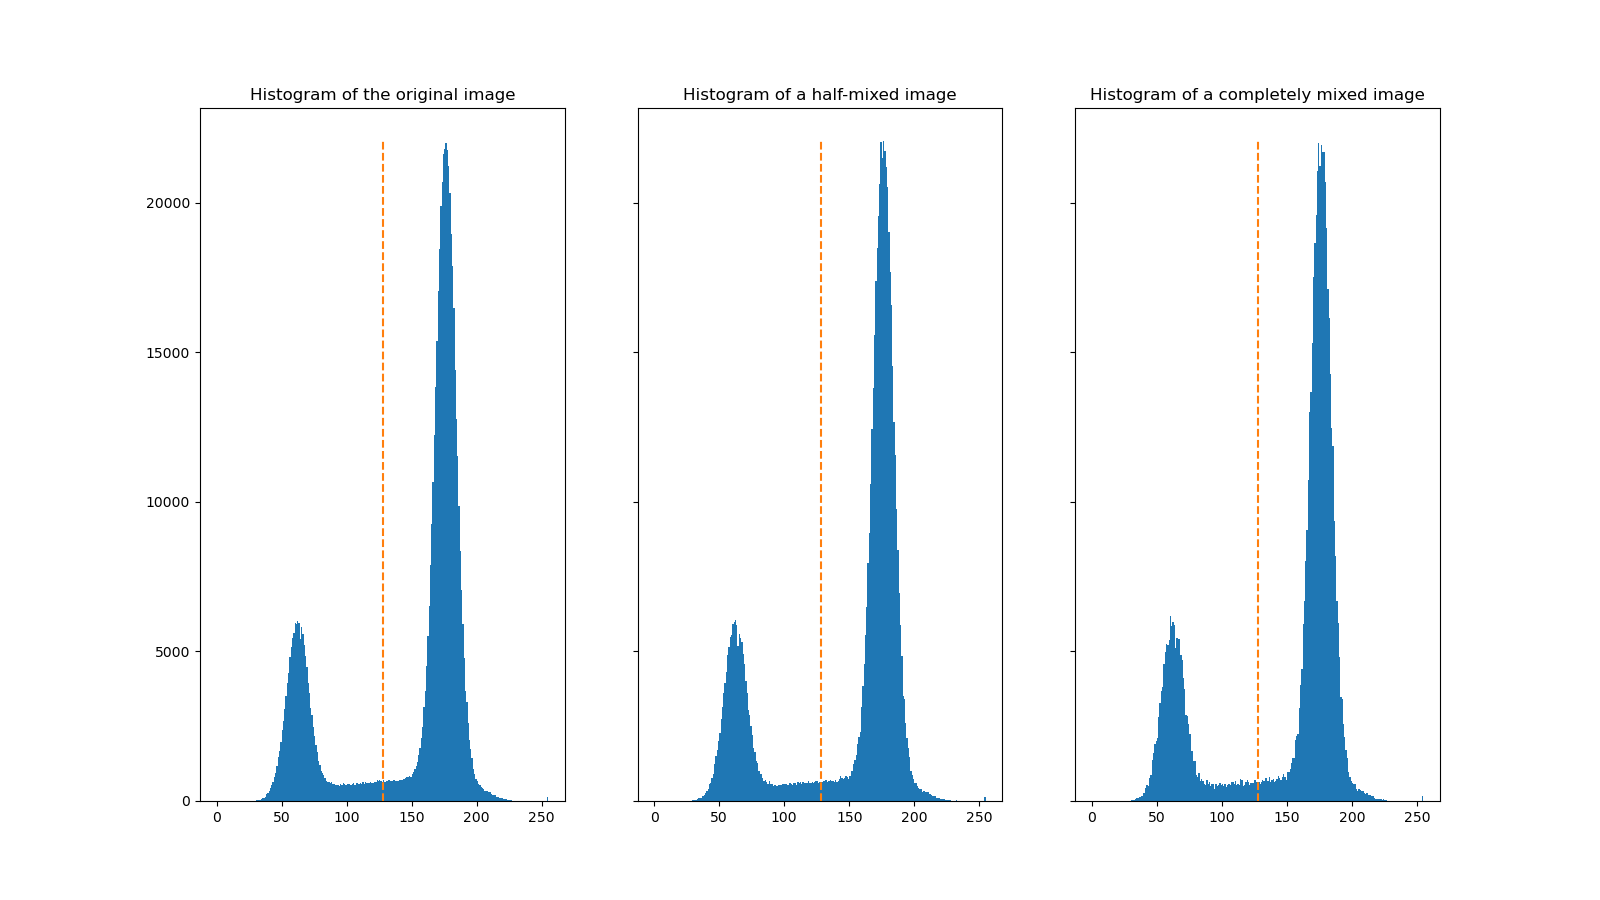 Histogram of the original image
Histogram of a half-mixed image
Histogram of a completely mixed image
20000
15000
10000
5000
0
0 50 100 150 200 250
0 50 100 150 200 250
0 50 100 150 200 250